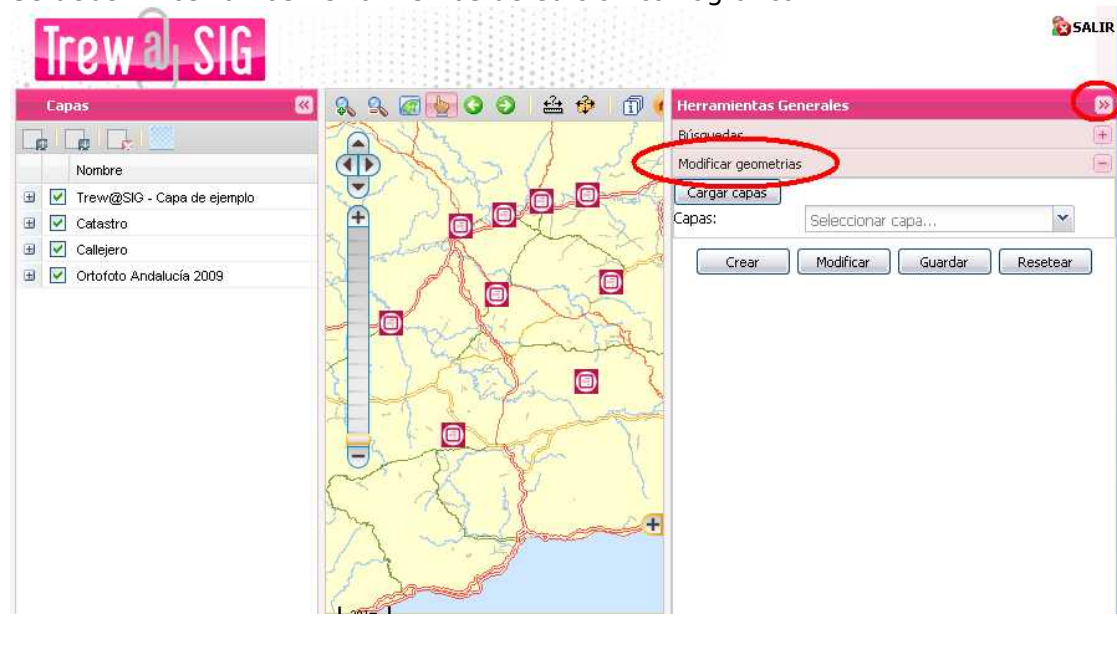 Trew@ SIG
SALIR
Capas
Nombre
Trew@SIG - Capa de ejemplo
Catastro
Callejero
Ortofoto Andalucía 2009
Herramientas Generales
Búsquedas
Modificar geometrias
Cargar capas
Capas: Seleccionar capa...
Crear Modificar Guardar Resetear